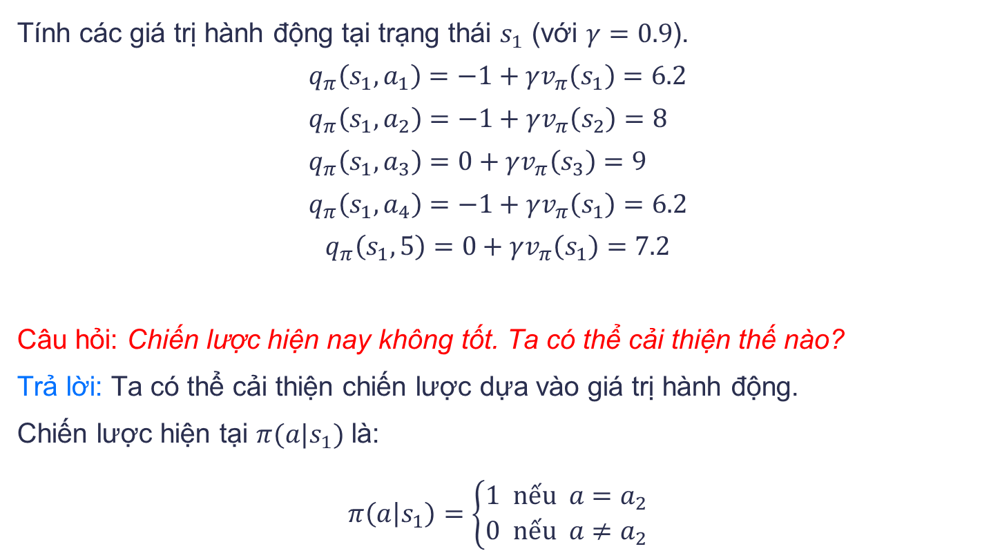 Tính các giá trị hành động tại trạng thái $s_1$ (với $\gamma = 0.9$).
$q_\pi(s_1, a_1) = -1 + \gamma v_\pi(s_1) = 6.2$
$q_\pi(s_1, a_2) = -1 + \gamma v_\pi(s_2) = 8$
$q_\pi(s_1, a_3) = 0 + \gamma v_\pi(s_3) = 9$
$q_\pi(s_1, a_4) = -1 + \gamma v_\pi(s_1) = 6.2$
$q_\pi(s_1, 5) = 0 + \gamma v_\pi(s_1) = 7.2$
Câu hỏi: Chiến lược hiện nay không tốt. Ta có thể cải thiện thế nào?
Trả lời: Ta có thể cải thiện chiến lược dựa vào giá trị hành động.
Chiến lược hiện tại $\pi(a|s_1)$ là:
$\pi(a|s_1) = \begin{cases} 1 & \text{nếu } a = a_2 \\ 0 & \text{nếu } a \neq a_2 \end{cases}$